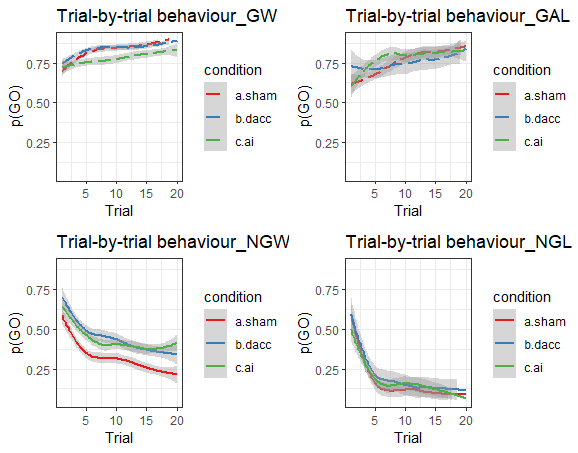 Trial-by-trial behaviour_GW
p(GO)
0.75
0.50
0.25
5
10
15
20
Trial
condition
a.sham
b.dacc
c.ai
Trial-by-trial behaviour_GAL
p(GO)
0.75
0.50
0.25
5
10
15
20
Trial
condition
a.sham
b.dacc
c.ai
Trial-by-trial behaviour_NGW
p(GO)
0.75
0.50
0.25
5
10
15
20
Trial
condition
a.sham
b.dacc
c.ai
Trial-by-trial behaviour_NGL
p(GO)
0.75
0.50
0.25
5
10
15
20
Trial
condition
a.sham
b.dacc
c.ai